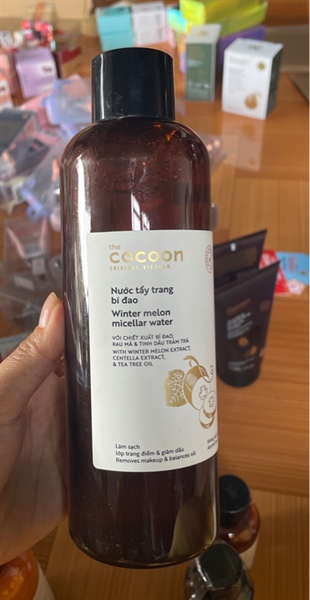 the
cocoon
ORIGINAL VIETNAM
Nước tẩy trang
bí đao
Winter melon
micellar water
VỚI CHIẾT XUẤT BÍ ĐAO,
RAU MÁ & TINH DẦU TRÀM TRÀ
WITH WINTER MELON EXTRACT,
CENTELLA EXTRACT,
& TEA TREE OIL
Làm sạch
lớp trang điểm & giảm dầu
Removes makeup & balances oil